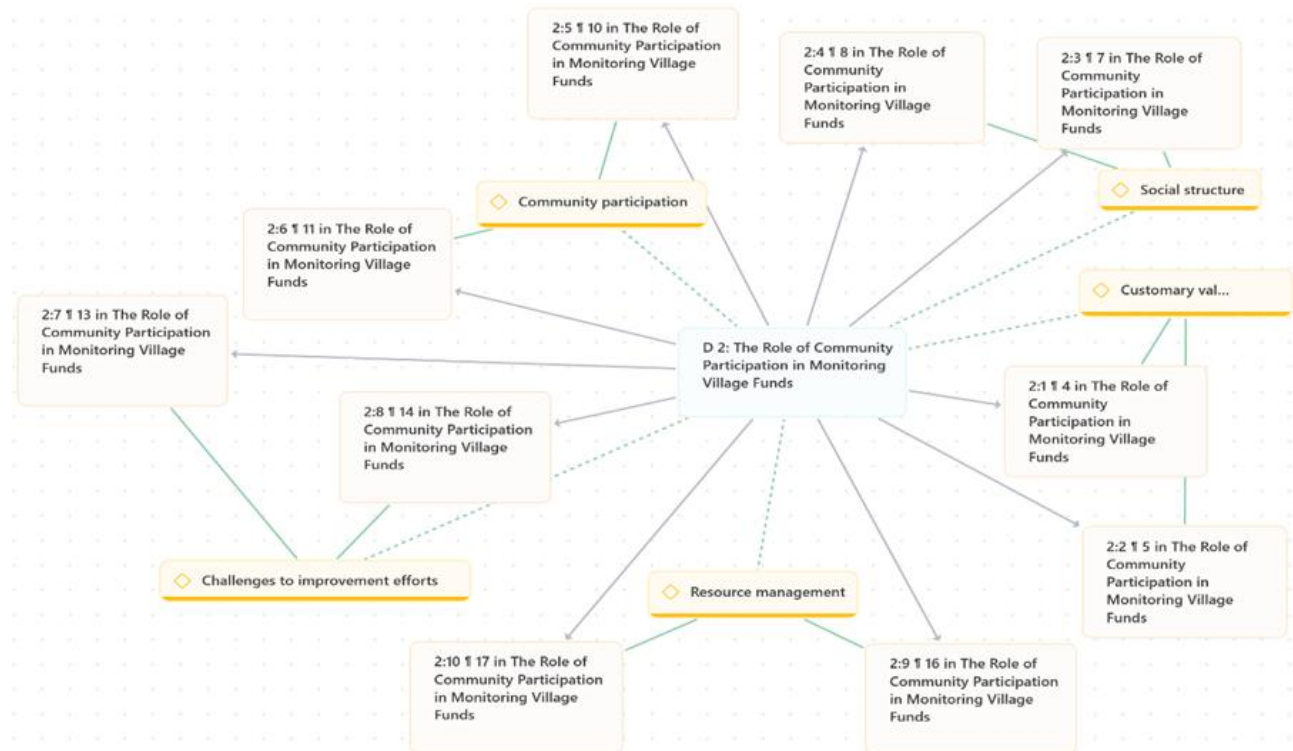 2:5 ¶ 10 in The Role of
Community Participation
in Monitoring Village
Funds
2:4 ¶ 8 in The Role of
Community
Participation in
Monitoring Village
Funds
2:3 ¶ 7 in The Role of
Community
Participation in
Monitoring Village
Funds
Community participation
Social structure
2:6 ¶ 11 in The Role of
Community Participation
in Monitoring Village
Funds
Customary val...
2:7 ¶ 13 in The Role of
Community Participation
in Monitoring Village
Funds
D 2: The Role of Community
Participation in Monitoring
Village Funds
2:1 ¶ 4 in The Role of
Community
Participation in
Monitoring Village
Funds
2:8 ¶ 14 in The Role of
Community Participation
in Monitoring Village
Funds
2:2 ¶ 5 in The Role of
Community
Participation in
Monitoring Village
Funds
Challenges to improvement efforts
Resource management
2:10 ¶ 17 in The Role of
Community Participation
in Monitoring Village
Funds
2:9 ¶ 16 in The Role of
Community Participation
in Monitoring Village
Funds